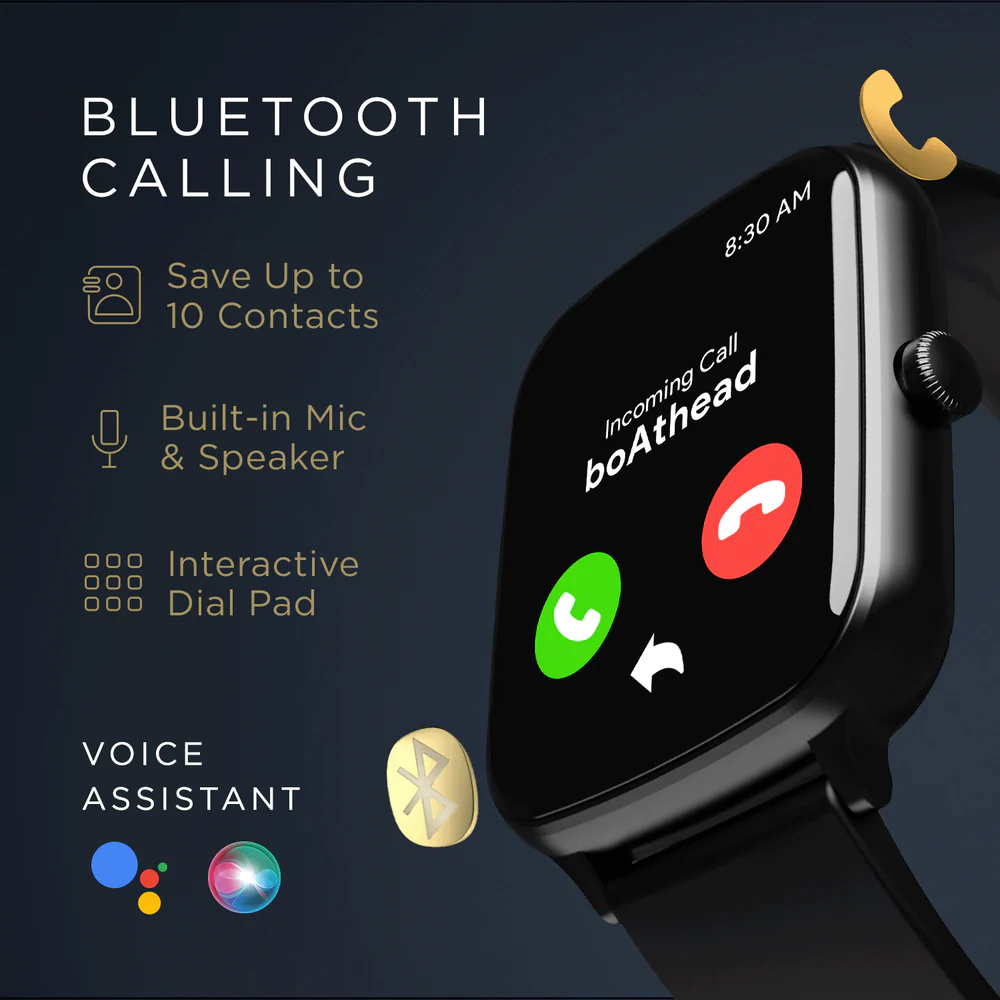 BLUETOOTH
CALLING
Save Up to
10 Contacts
Built-in Mic
& Speaker
Interactive
Dial Pad
VOICE
ASSISTANT
8:30 AM
Incoming Call
boAthead